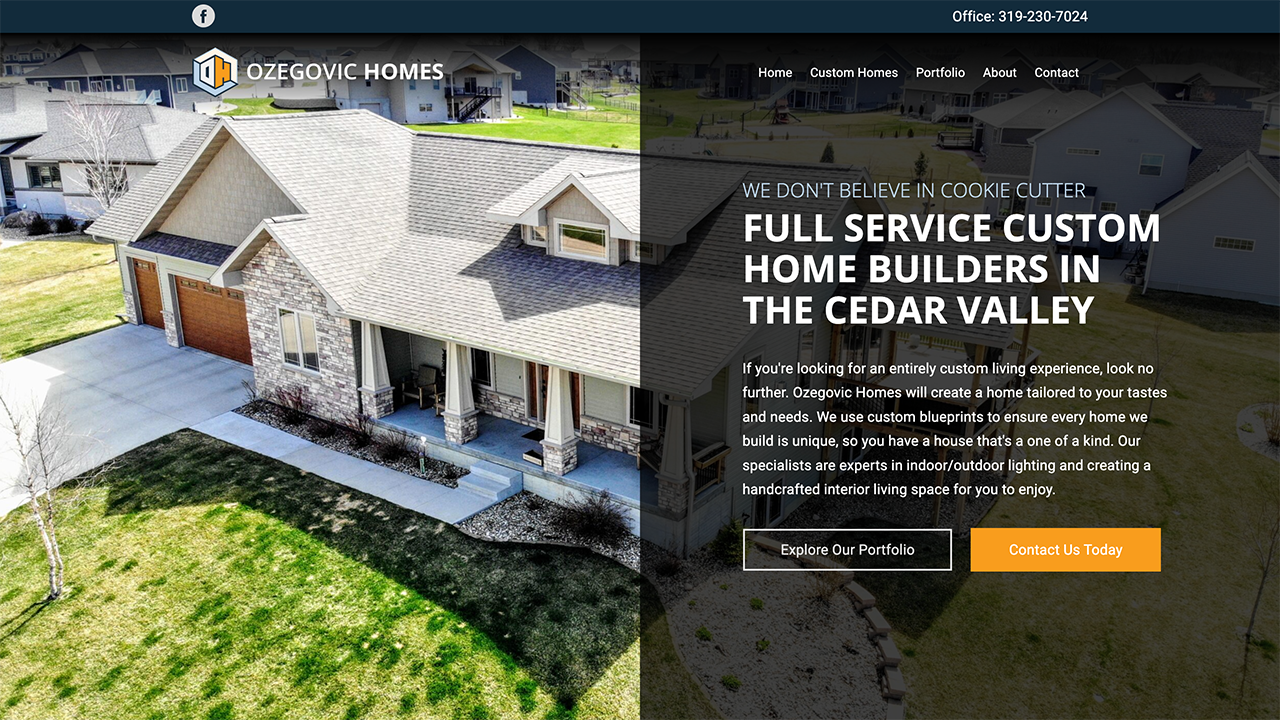 f
Office: 319-230-7024
OH OZEGOVIC HOMES
Home Custom Homes Portfolio About Contact
WE DON'T BELIEVE IN COOKIE CUTTER
FULL SERVICE CUSTOM
HOME BUILDERS IN
THE CEDAR VALLEY
If you're looking for an entirely custom living experience, look no
further. Ozegovic Homes will create a home tailored to your tastes
and needs. We use custom blueprints to ensure every home we
build is unique, so you have a house that's a one of a kind. Our
specialists are experts in indoor/outdoor lighting and creating a
handcrafted interior living space for you to enjoy.
Explore Our Portfolio
Contact Us Today